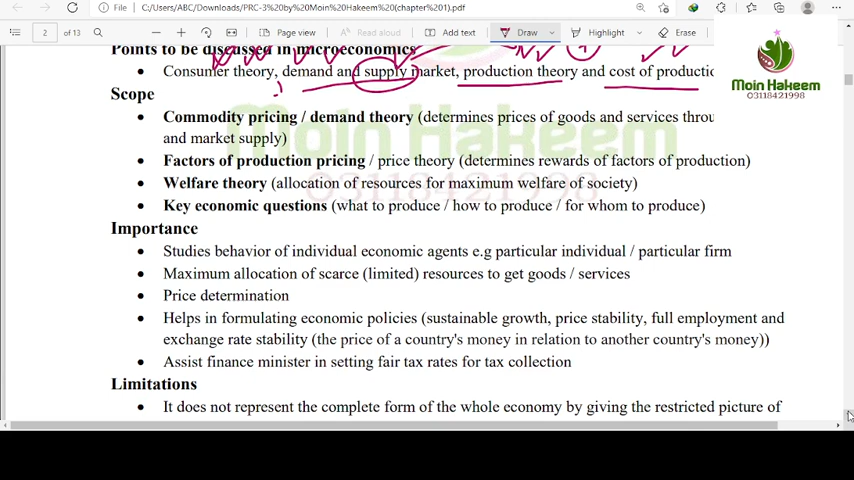 File
C:/Users/ABC/Downloads/PRC-3%20by%20Moin%20Hakeem%20(chapter%201).pdf
2 of 13
Page view
Read aloud
Add text
Draw
Highlight
Erase
Points to be discussed in microeconomics
• Consumer theory, demand and supply market, production theory and cost of productio
Scope
• Commodity pricing / demand theory (determines prices of goods and services throu
and market supply)
• Factors of production pricing / price theory (determines rewards of factors of production)
• Welfare theory (allocation of resources for maximum welfare of society)
• Key economic questions (what to produce / how to produce / for whom to produce)
Importance
• Studies behavior of individual economic agents e.g particular individual / particular firm
• Maximum allocation of scarce (limited) resources to get goods / services
• Price determination
• Helps in formulating economic policies (sustainable growth, price stability, full employment and
exchange rate stability (the price of a country's money in relation to another country's money))
• Assist finance minister in setting fair tax rates for tax collection
Limitations
• It does not represent the complete form of the whole economy by giving the restricted picture of
Moin Hakeem
03118421998
Moin Hakeem
03118421998